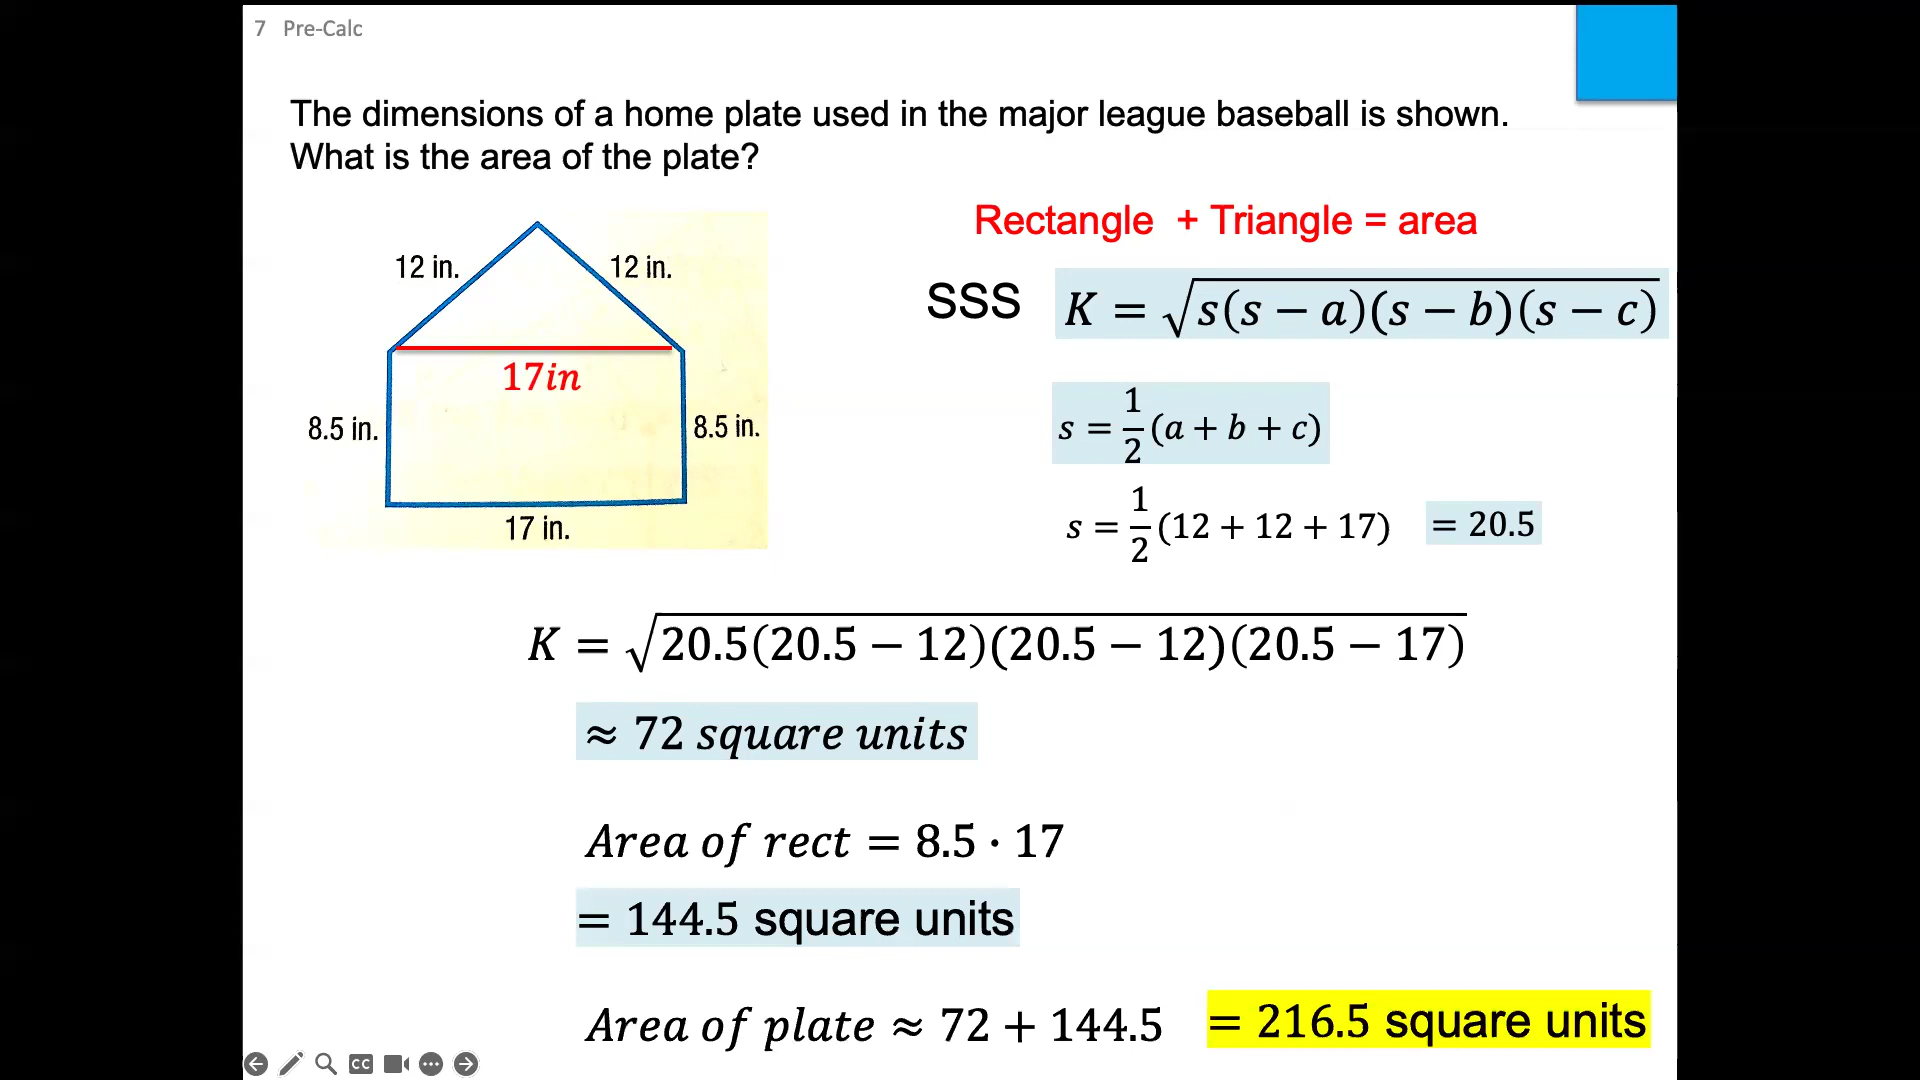 7 Pre-Calc
The dimensions of a home plate used in the major league baseball is shown.
What is the area of the plate?
Rectangle + Triangle = area
12 in.
12 in.
17in
8.5 in.
8.5 in.
17 in.
SSS K = √s(s − a)(s − b)(s − c)
s = 1/2 (a + b + c)
s = 1/2 (12 + 12 + 17) = 20.5
K = √20.5(20.5 − 12)(20.5 − 12)(20.5 − 17)
≈ 72 square units
Area of rect = 8.5 · 17
= 144.5 square units
Area of plate ≈ 72 + 144.5 = 216.5 square units
CC